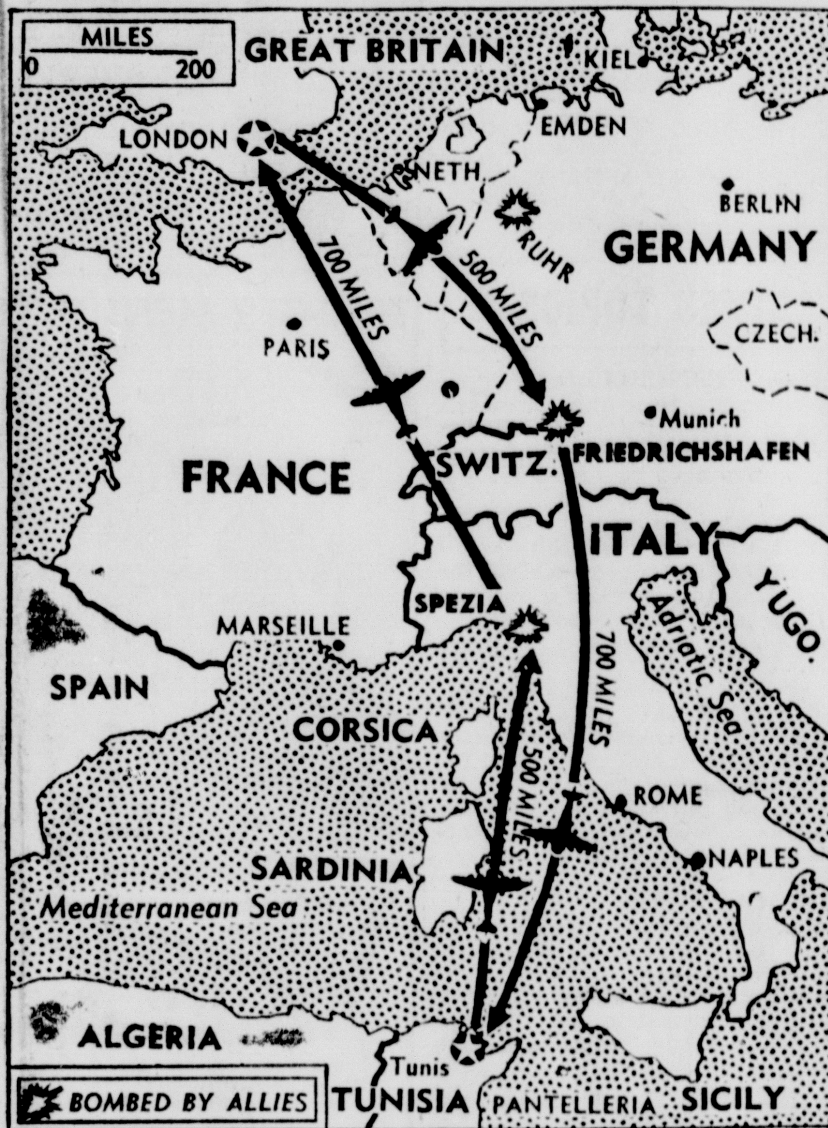 MILES
0 200
GREAT BRITAIN
KIEL
LONDON
EMDEN
NETH.
BERLIN
RUHR
GERMANY
700 MILES
500 MILES
PARIS
CZECH.
Munich
FRIEDRICHSHAFEN
SWITZ.
FRANCE
ITALY
SPEZIA
YUGO.
MARSEILLE
Adriatic Sea
SPAIN
700 MILES
CORSICA
500 MILES
ROME
SARDINIA
NAPLES
Mediterranean Sea
ALGERIA
Tunis
BOMBED BY ALLIES
TUNISIA
PANTELLERIA
SICILY